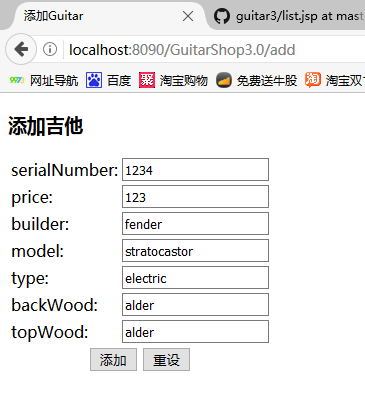 添加Guitar
guitar3/list.jsp at mast
localhost:8090/GuitarShop3.0/add
网址导航 百度 淘宝购物 免费送牛股 淘宝双1
添加吉他
serialNumber: 1234
price: 123
builder: fender
model: stratocastor
type: electric
backWood: alder
topWood: alder
添加 重设